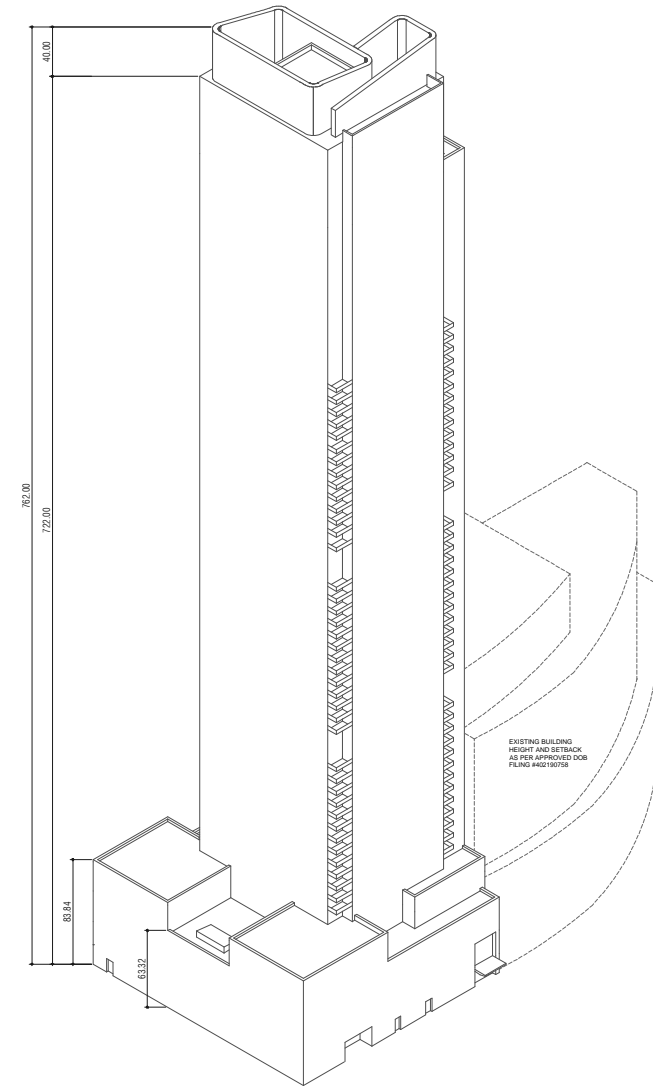 40.00
762.00
722.00
EXISTING BUILDING
HEIGHT AND SETBACK
AS PER APPROVED DOB
FILING #402190758
83.84
63.32